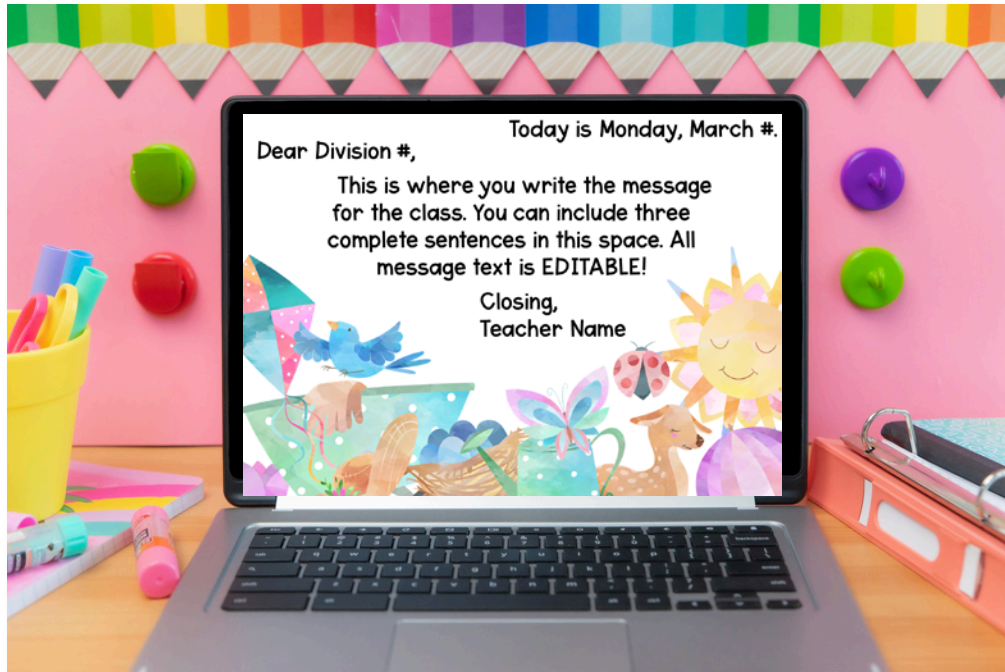 Today is Monday, March #.
Dear Division #,
This is where you write the message
for the class. You can include three
complete sentences in this space. All
message text is EDITABLE!
Closing,
Teacher Name